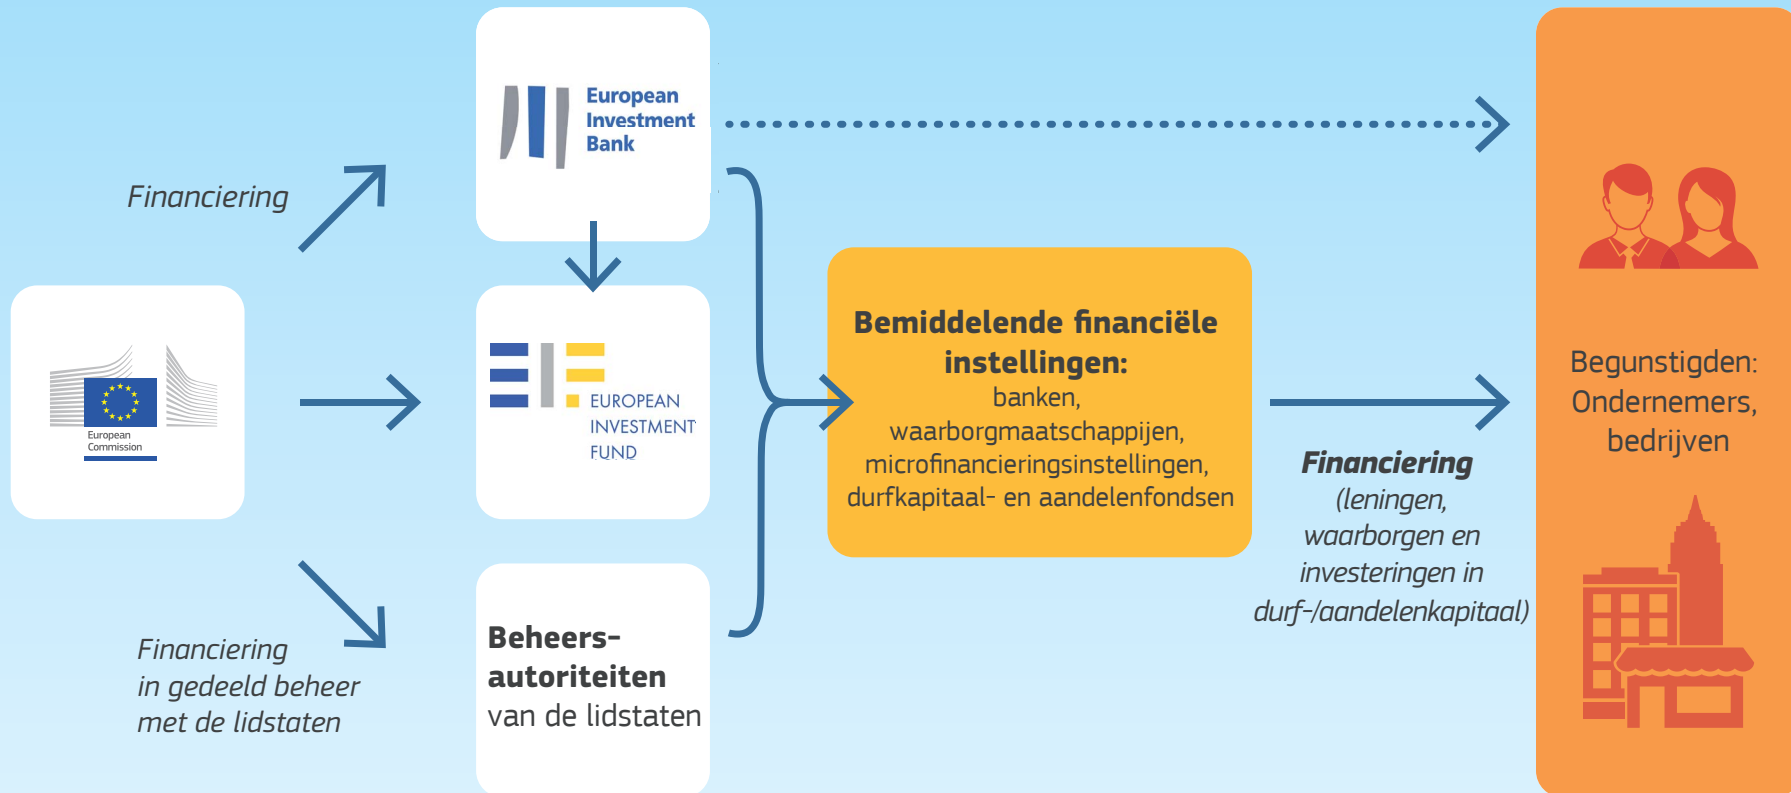 Financiering
European
Commission
Financiering
in gedeeld beheer
met de lidstaten
European
Investment
Bank
EUROPEAN
INVESTMENT
FUND
Beheers-
autoriteiten
van de lidstaten
Bemiddelende financiële
instellingen:
banken,
waarborgmaatschappijen,
microfinancieringsinstellingen,
durfkapitaal- en aandelenfondsen
Financiering
(leningen,
waarborgen en
investeringen in
durf-/aandelenkapitaal)
Begunstigden:
Ondernemers,
bedrijven